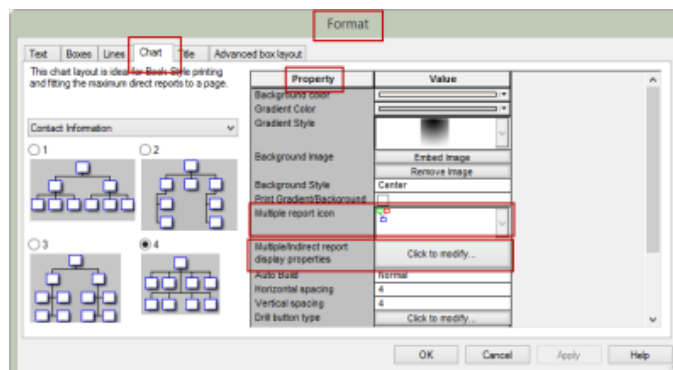 Format
Text Boxes Lines Chart Title Advanced box layout
This chart layout is ideal for Book-Style printing
and fitting the maximum direct reports to a page.
Contact Information
1
2
3
4
Property Value
Background color
Gradient Color
Gradient Style
Background Image Embed Image
Remove Image
Background Style Center
Print Gradient/Background
Multiple report icon
Multiple/Indirect report
display properties Click to modify...
Auto Build Normal
Horizontal spacing 4
Vertical spacing 4
Drill button type Click to modify...
OK Cancel Apply Help